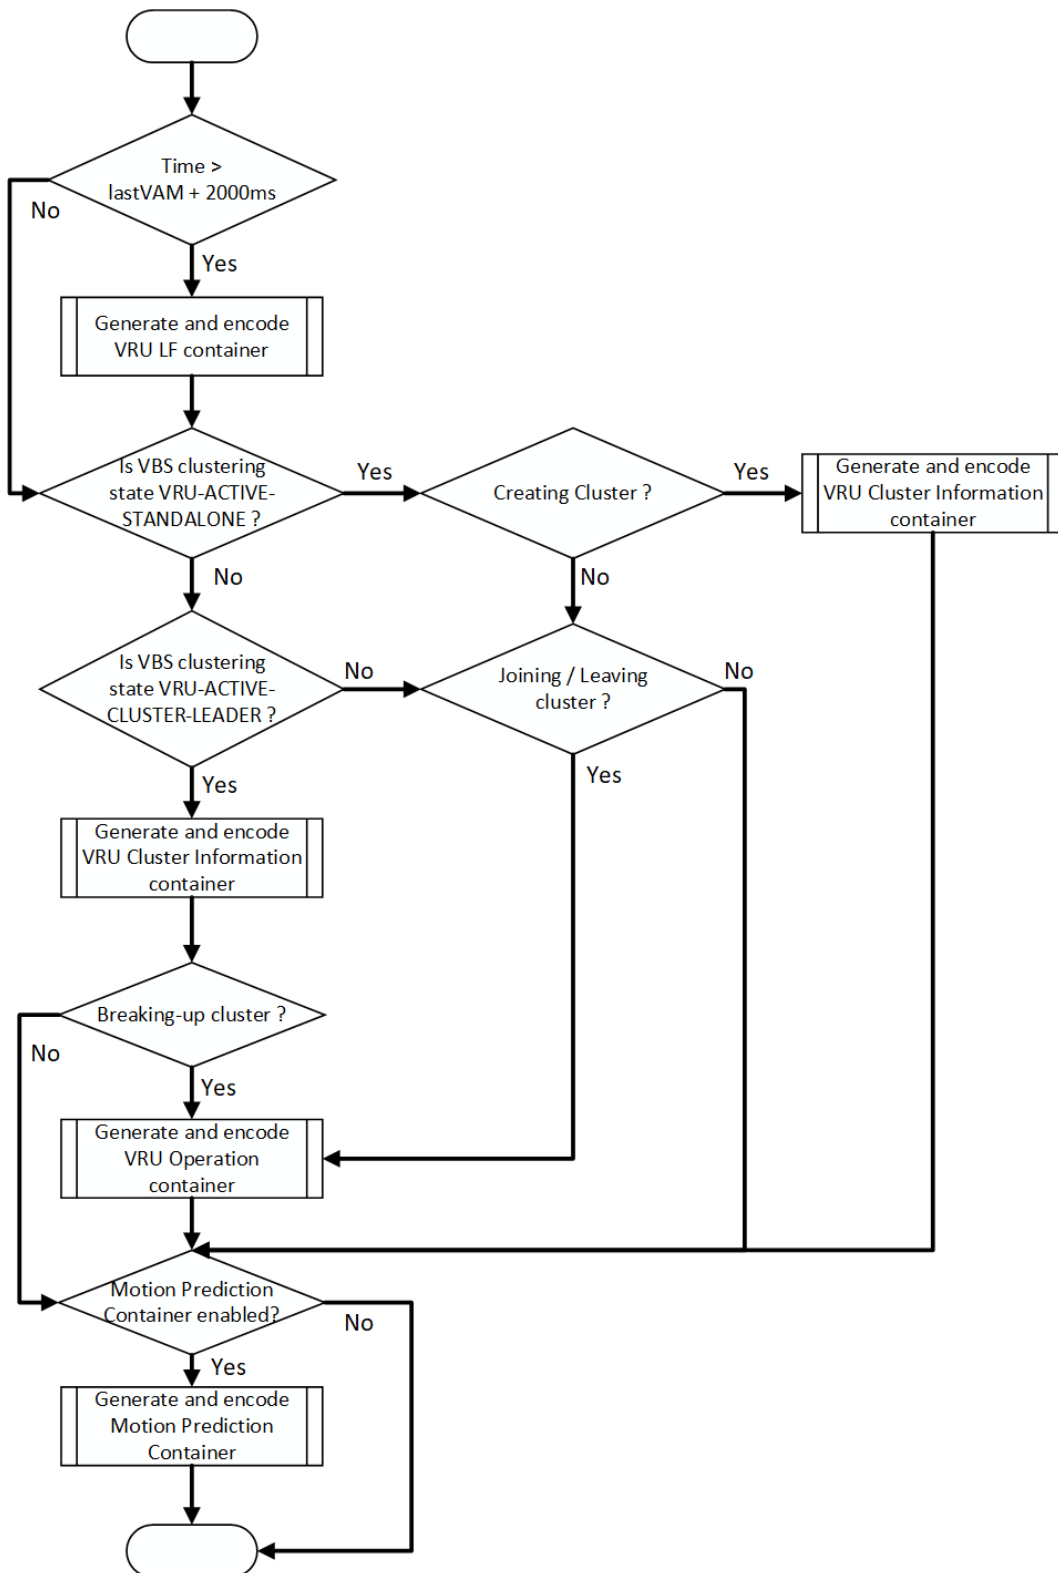 Time >
lastVAM + 2000ms
No
Yes
Generate and encode
VRU LF container
Is VBS clustering
state VRU-ACTIVE-
STANDALONE ?
Yes
Creating Cluster ?
Yes
Generate and encode
VRU Cluster Information
container
No
No
Is VBS clustering
state VRU-ACTIVE-
CLUSTER-LEADER ?
No
Joining / Leaving
cluster ?
No
Yes
Yes
Generate and encode
VRU Cluster Information
container
Breaking-up cluster ?
No
Yes
Generate and encode
VRU Operation
container
Motion Prediction
Container enabled?
No
Yes
Generate and encode
Motion Prediction
Container